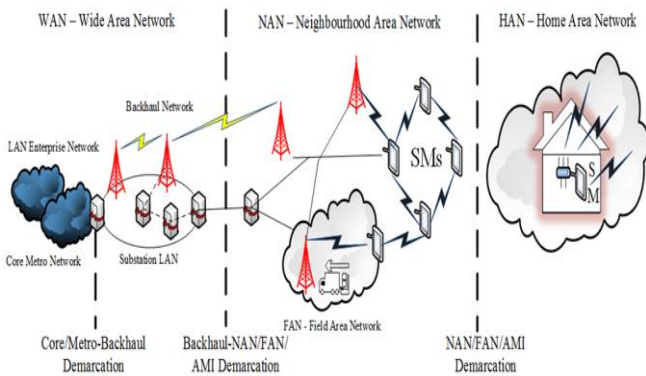 WAN – Wide Area Network
NAN – Neighbourhood Area Network
HAN – Home Area Network
Backhaul Network
LAN Enterprise Network
SMs
S
M
Core Metro Network
Substation LAN
FAN - Field Area Network
Core/Metro-Backhaul
Demarcation
Backhaul-NAN/FAN/
AMI Demarcation
NAN/FAN/AMI
Demarcation